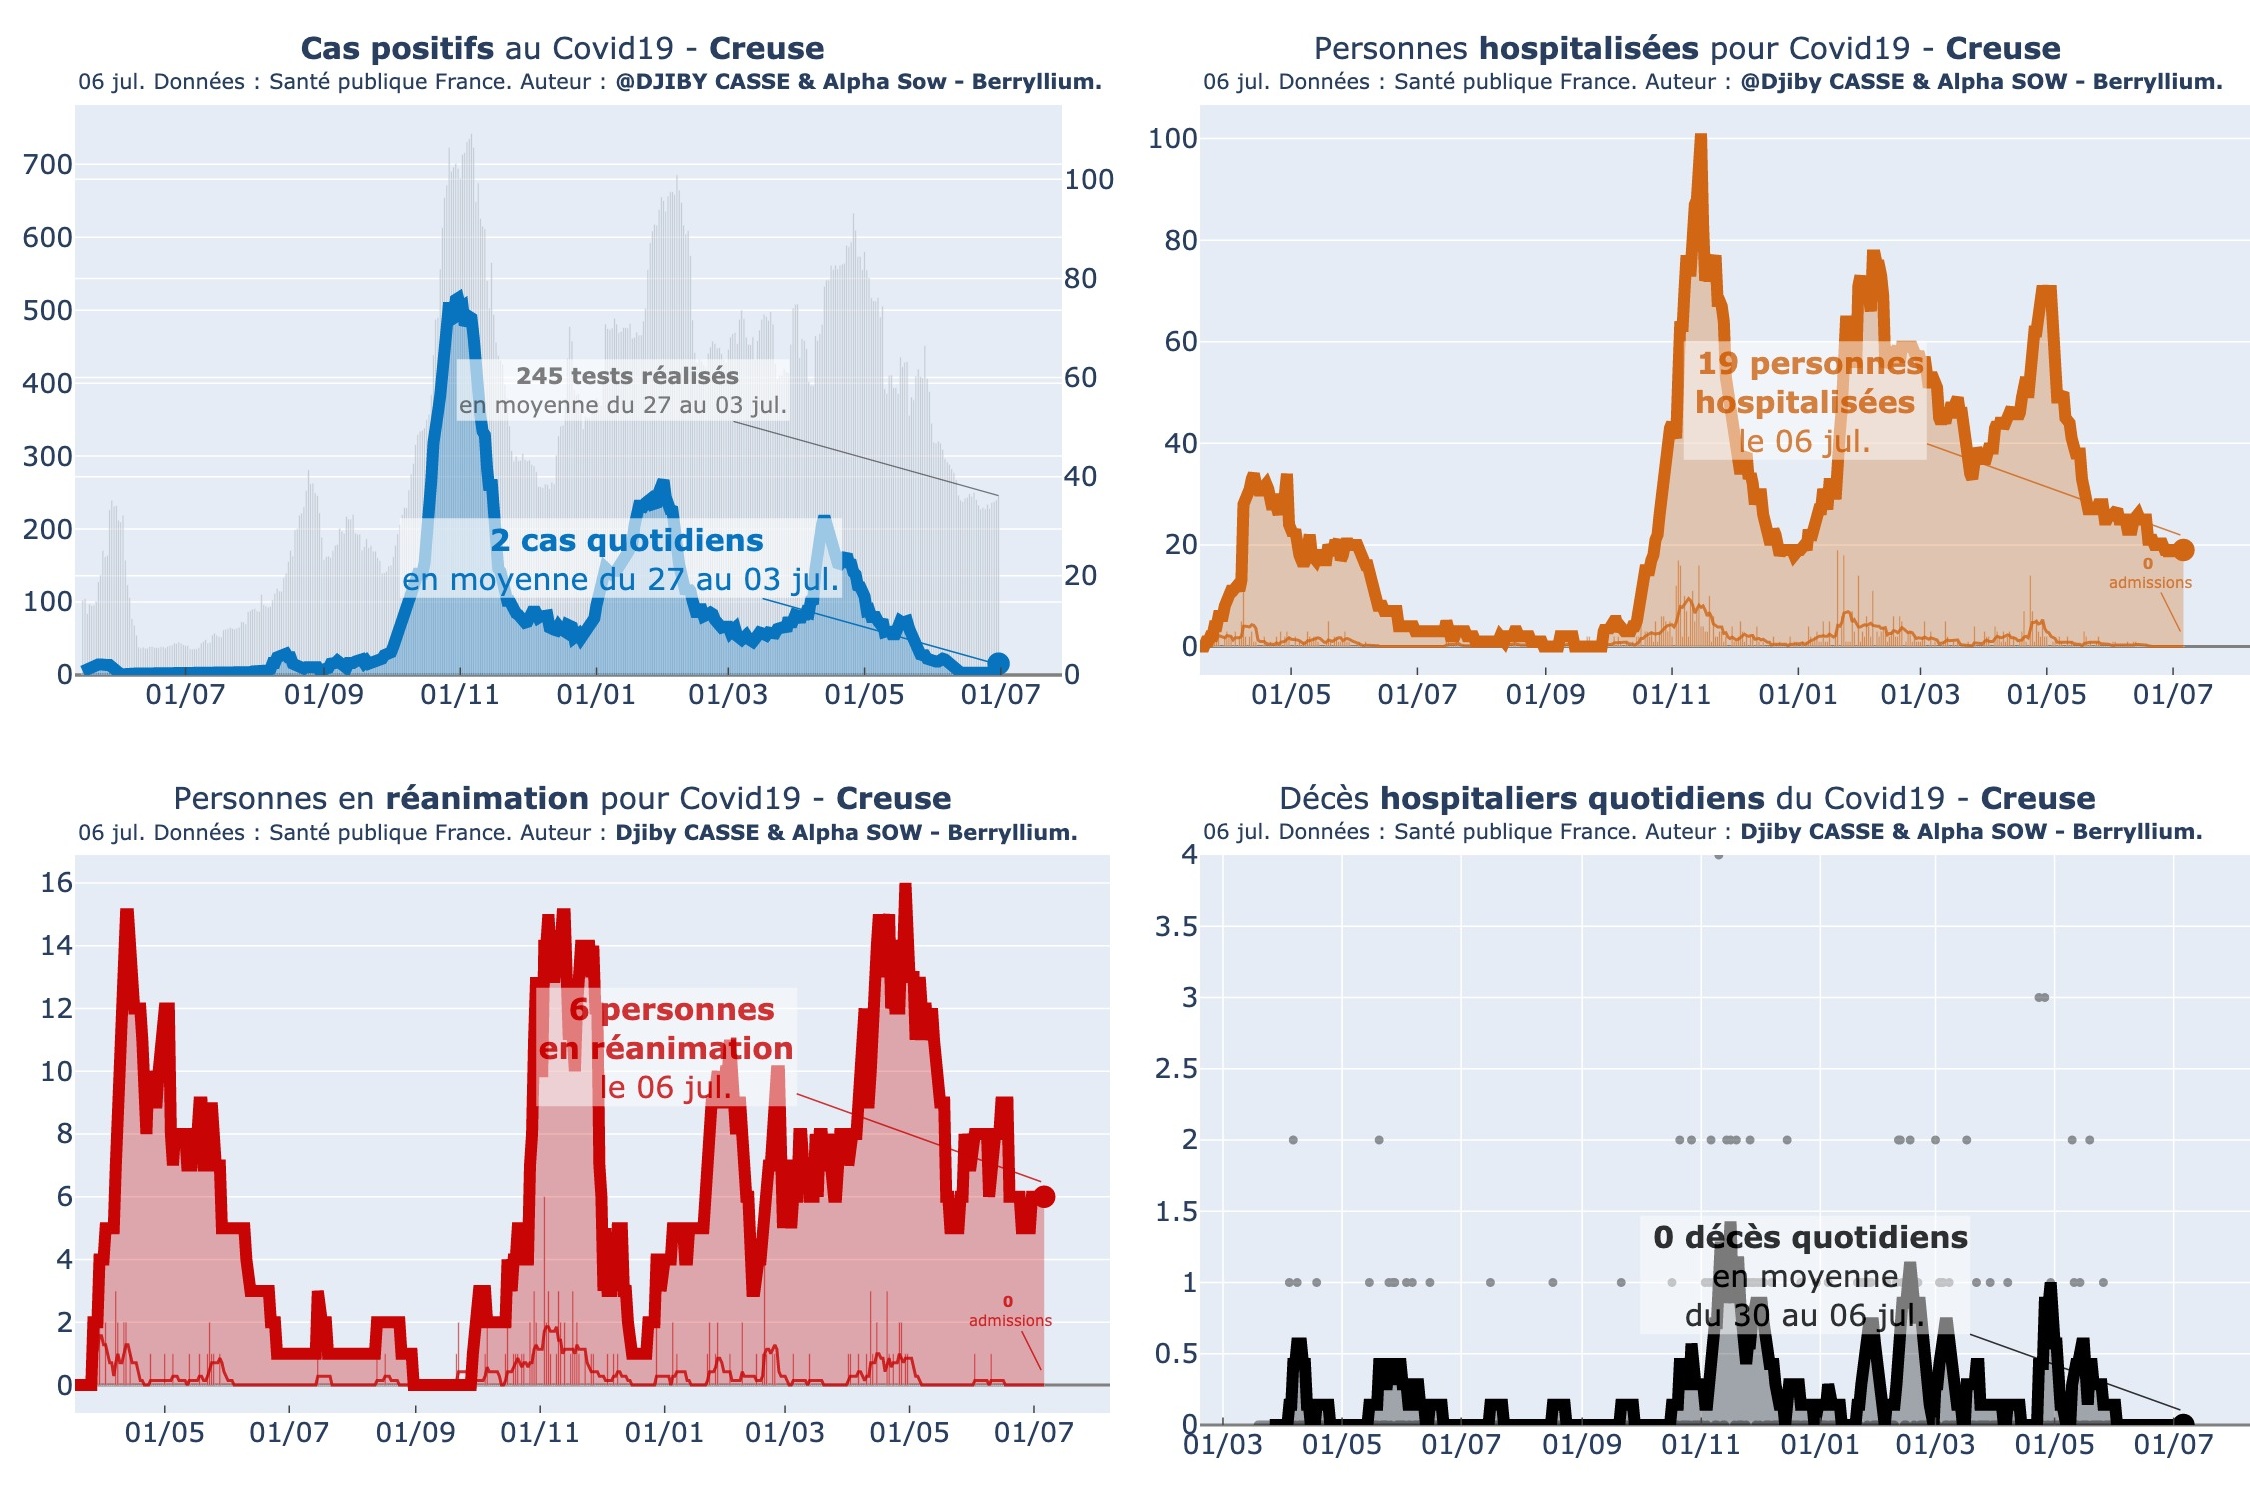 Cas positifs au Covid19 - Creuse
06 jul. Données : Santé publique France. Auteur : @DJIBY CASSE & Alpha Sow - Berryllium.
700
600
500
400
300
200
100
0
100
80
60
40
20
0
245 tests réalisés
en moyenne du 27 au 03 jul.
2 cas quotidiens
en moyenne du 27 au 03 jul.
01/07 01/09 01/11 01/01 01/03 01/05 01/07
Personnes hospitalisées pour Covid19 - Creuse
06 jul. Données : Santé publique France. Auteur : @Djiby CASSE & Alpha SOW - Berryllium.
100
80
60
40
20
0
19 personnes
hospitalisées
le 06 jul.
0
admissions
01/05 01/07 01/09 01/11 01/01 01/03 01/05 01/07
Personnes en réanimation pour Covid19 - Creuse
06 jul. Données : Santé publique France. Auteur : Djiby CASSE & Alpha SOW - Berryllium.
16
14
12
10
8
6
4
2
0
6 personnes
en réanimation
le 06 jul.
0
admissions
01/05 01/07 01/09 01/11 01/01 01/03 01/05 01/07
Décès hospitaliers quotidiens du Covid19 - Creuse
06 jul. Données : Santé publique France. Auteur : Djiby CASSE & Alpha SOW - Berryllium.
4
3.5
3
2.5
2
1.5
1
0.5
0
0 décès quotidiens
en moyenne
du 30 au 06 jul.
01/03 01/05 01/07 01/09 01/11 01/01 01/03 01/05 01/07